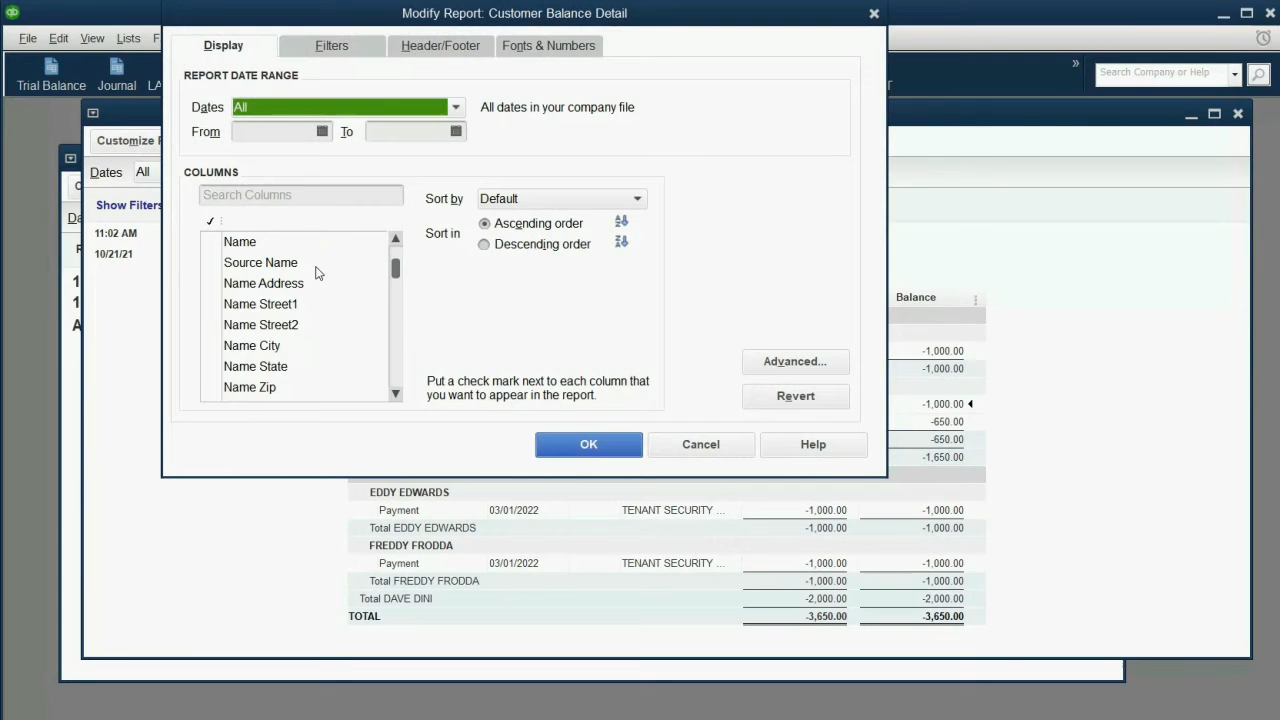 Modify Report: Customer Balance Detail
File Edit View Lists F
Display Filters Header/Footer Fonts & Numbers
Trial Balance Journal LA
T
Search Company or Help
REPORT DATE RANGE
Dates All All dates in your company file
From To
Customize
Dates All
COLUMNS
Search Columns
Sort by Default
Show Filters
Ascending order
Sort in
Descending order
11:02 AM
10/21/21
Name
Source Name
Name Address
Name Street1
Name Street2
Name City
Name State
Name Zip
Put a check mark next to each column that
you want to appear in the report.
Advanced...
Revert
OK Cancel Help
Balance
-1,000.00
-1,000.00
-1,000.00
-650.00
-650.00
-1,650.00
EDDY EDWARDS
Payment 03/01/2022 TENANT SECURITY ... -1,000.00 -1,000.00
Total EDDY EDWARDS -1,000.00 -1,000.00
FREDDY FRODDA
Payment 03/01/2022 TENANT SECURITY ... -1,000.00 -1,000.00
Total FREDDY FRODDA -1,000.00 -1,000.00
Total DAVE DINI -2,000.00 -2,000.00
TOTAL -3,650.00 -3,650.00